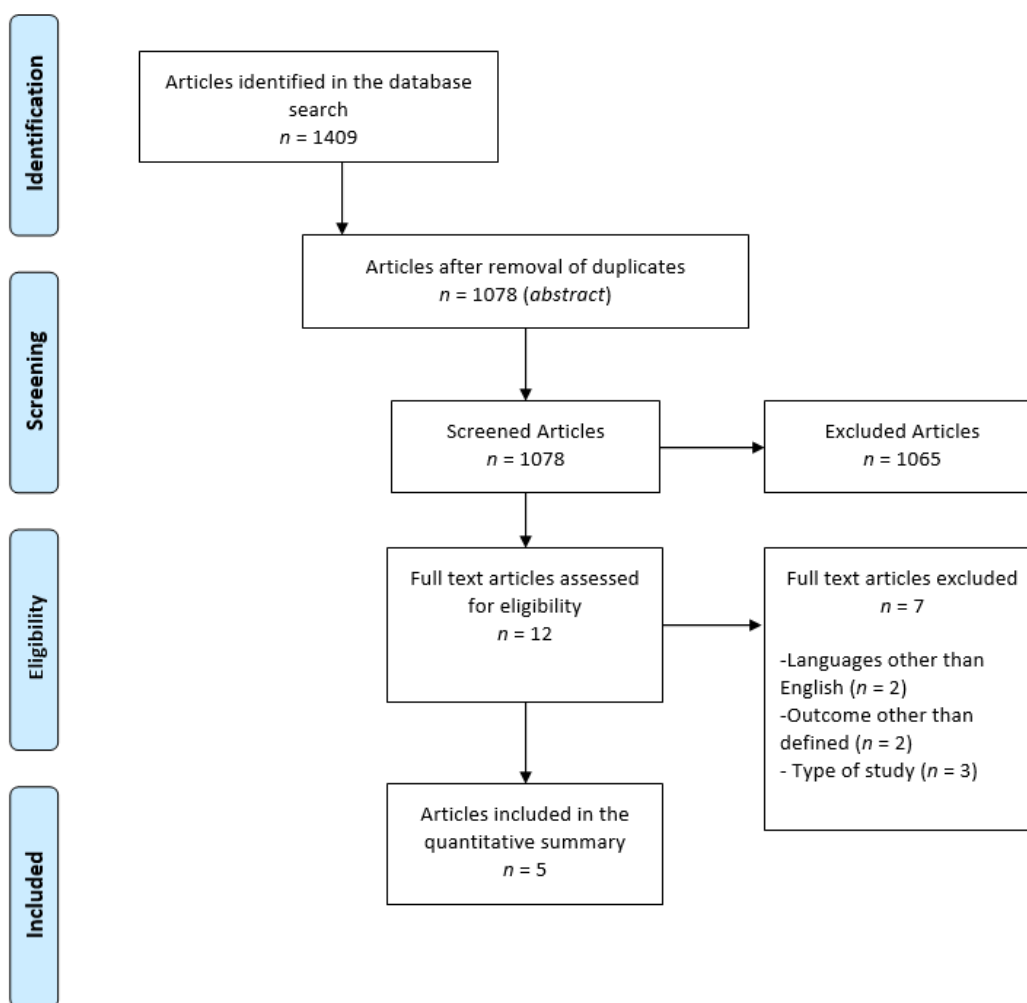 Identification
Articles identified in the database
search
n = 1409
Articles after removal of duplicates
n = 1078 (abstract)
Screening
Screened Articles
n = 1078
Excluded Articles
n = 1065
Eligibility
Full text articles assessed
for eligibility
n = 12
Full text articles excluded
n = 7
-Languages other than
English (n = 2)
-Outcome other than
defined (n = 2)
- Type of study (n = 3)
Included
Articles included in the
quantitative summary
n = 5